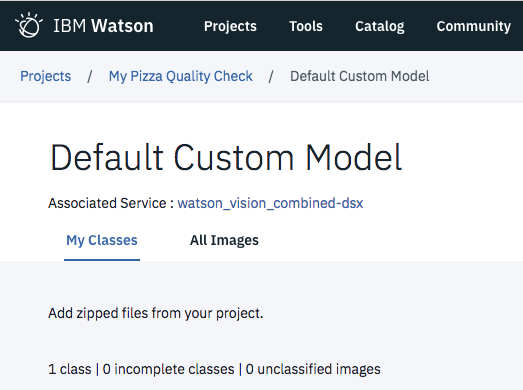 IBM Watson Projects Tools Catalog Community
Projects / My Pizza Quality Check / Default Custom Model
Default Custom Model
Associated Service : watson_vision_combined-dsx
My Classes All Images
Add zipped files from your project.
1 class | 0 incomplete classes | 0 unclassified images